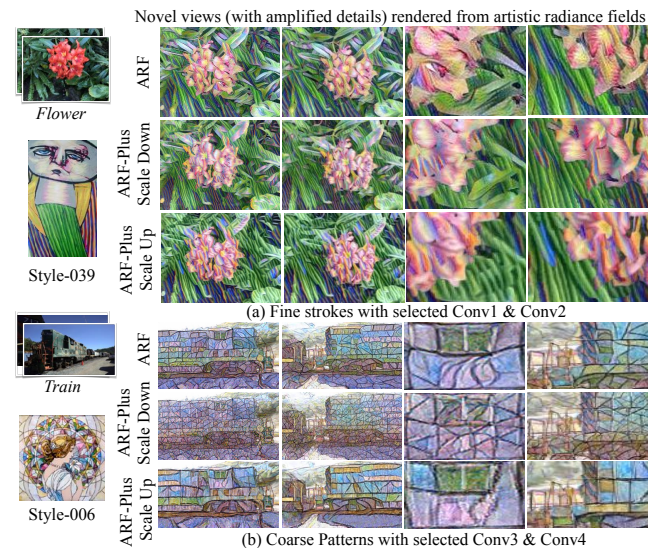 Novel views (with amplified details) rendered from artistic radiance fields
Flower
Style-039
ARF
ARF-Plus
Scale Down
ARF-Plus
Scale Up
(a) Fine strokes with selected Conv1 & Conv2
Train
Style-006
ARF
ARF-Plus
Scale Down
ARF-Plus
Scale Up
(b) Coarse Patterns with selected Conv3 & Conv4